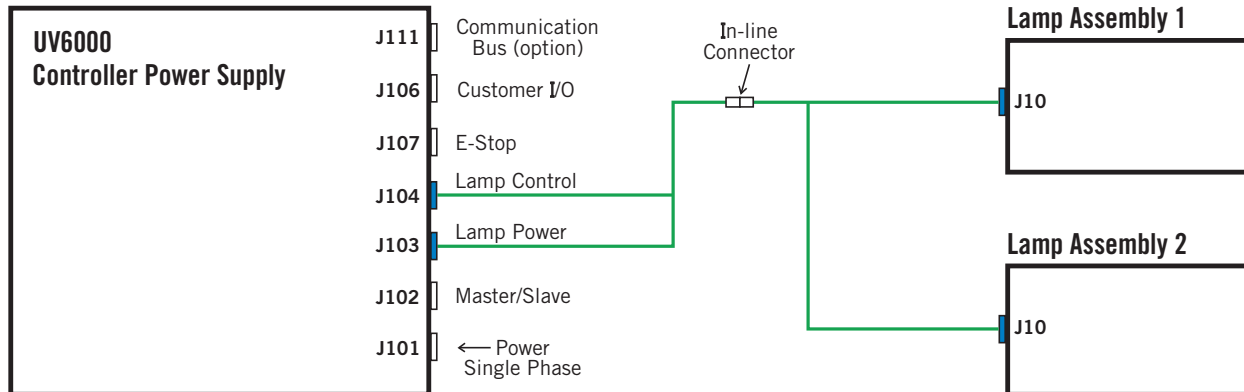 UV6000
Controller Power Supply
J111
Communication
Bus (option)
J106
Customer I/O
J107
E-Stop
J104
Lamp Control
J103
Lamp Power
J102
Master/Slave
J101
Power
Single Phase
In-line
Connector
Lamp Assembly 1
J10
Lamp Assembly 2
J10